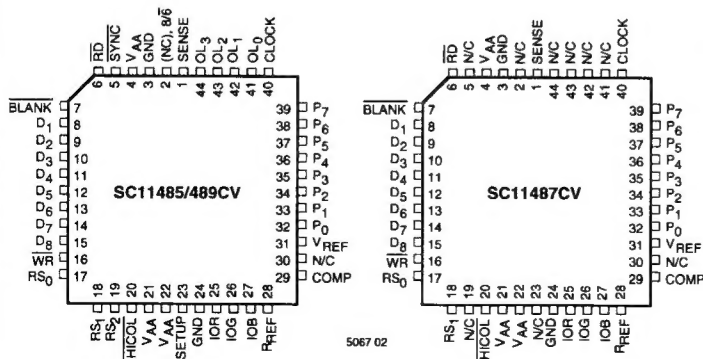 RD SYNC VAA GND (NC), 8/6 SENSE OL3 OL2 OL1 OL0 CLOCK
6 5 4 3 2 1 44 43 42 41 40
BLANK 7
D1 8
D2 9
D3 10
D4 11
D5 12
D6 13
D7 14
D8 15
WR 16
RS0 17
SC11485/489CV
39 P7
38 P6
37 P5
36 P4
35 P3
34 P2
33 P1
32 P0
31 VREF
30 N/C
29 COMP
18 19 20 21 22 23 24 25 26 27 28
RS1 RS2 HICOL VAA VAA SETUP GND IOR IOG IOB RREF
RD N/C VAA GND N/C SENSE N/C N/C N/C N/C CLOCK
6 5 4 3 2 1 44 43 42 41 40
BLANK 7
D1 8
D2 9
D3 10
D4 11
D5 12
D6 13
D7 14
D8 15
WR 16
RS0 17
SC11487CV
39 P7
38 P6
37 P5
36 P4
35 P3
34 P2
33 P1
32 P0
31 VREF
30 N/C
29 COMP
18 19 20 21 22 23 24 25 26 27 28
RS1 N/C HICOL VAA VAA N/C GND IOR IOG IOB RREF
5067 02